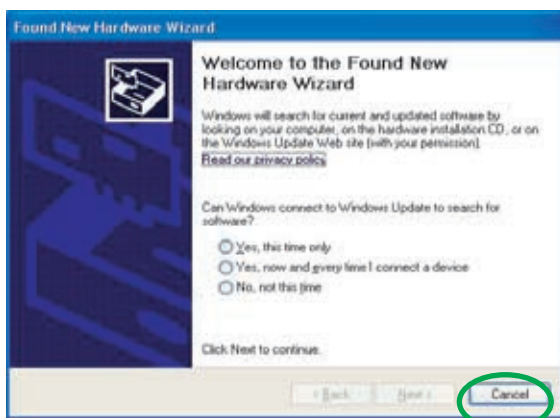 Found New Hardware Wizard
Welcome to the Found New
Hardware Wizard
Windows will search for current and updated software by
looking on your computer, on the hardware installation CD, or on
the Windows Update Web site (with your permission).
Read our privacy policy
Can Windows connect to Windows Update to search for
software?
Yes, this time only
Yes, now and every time I connect a device
No, not this time
Click Next to continue.
< Back Next > Cancel